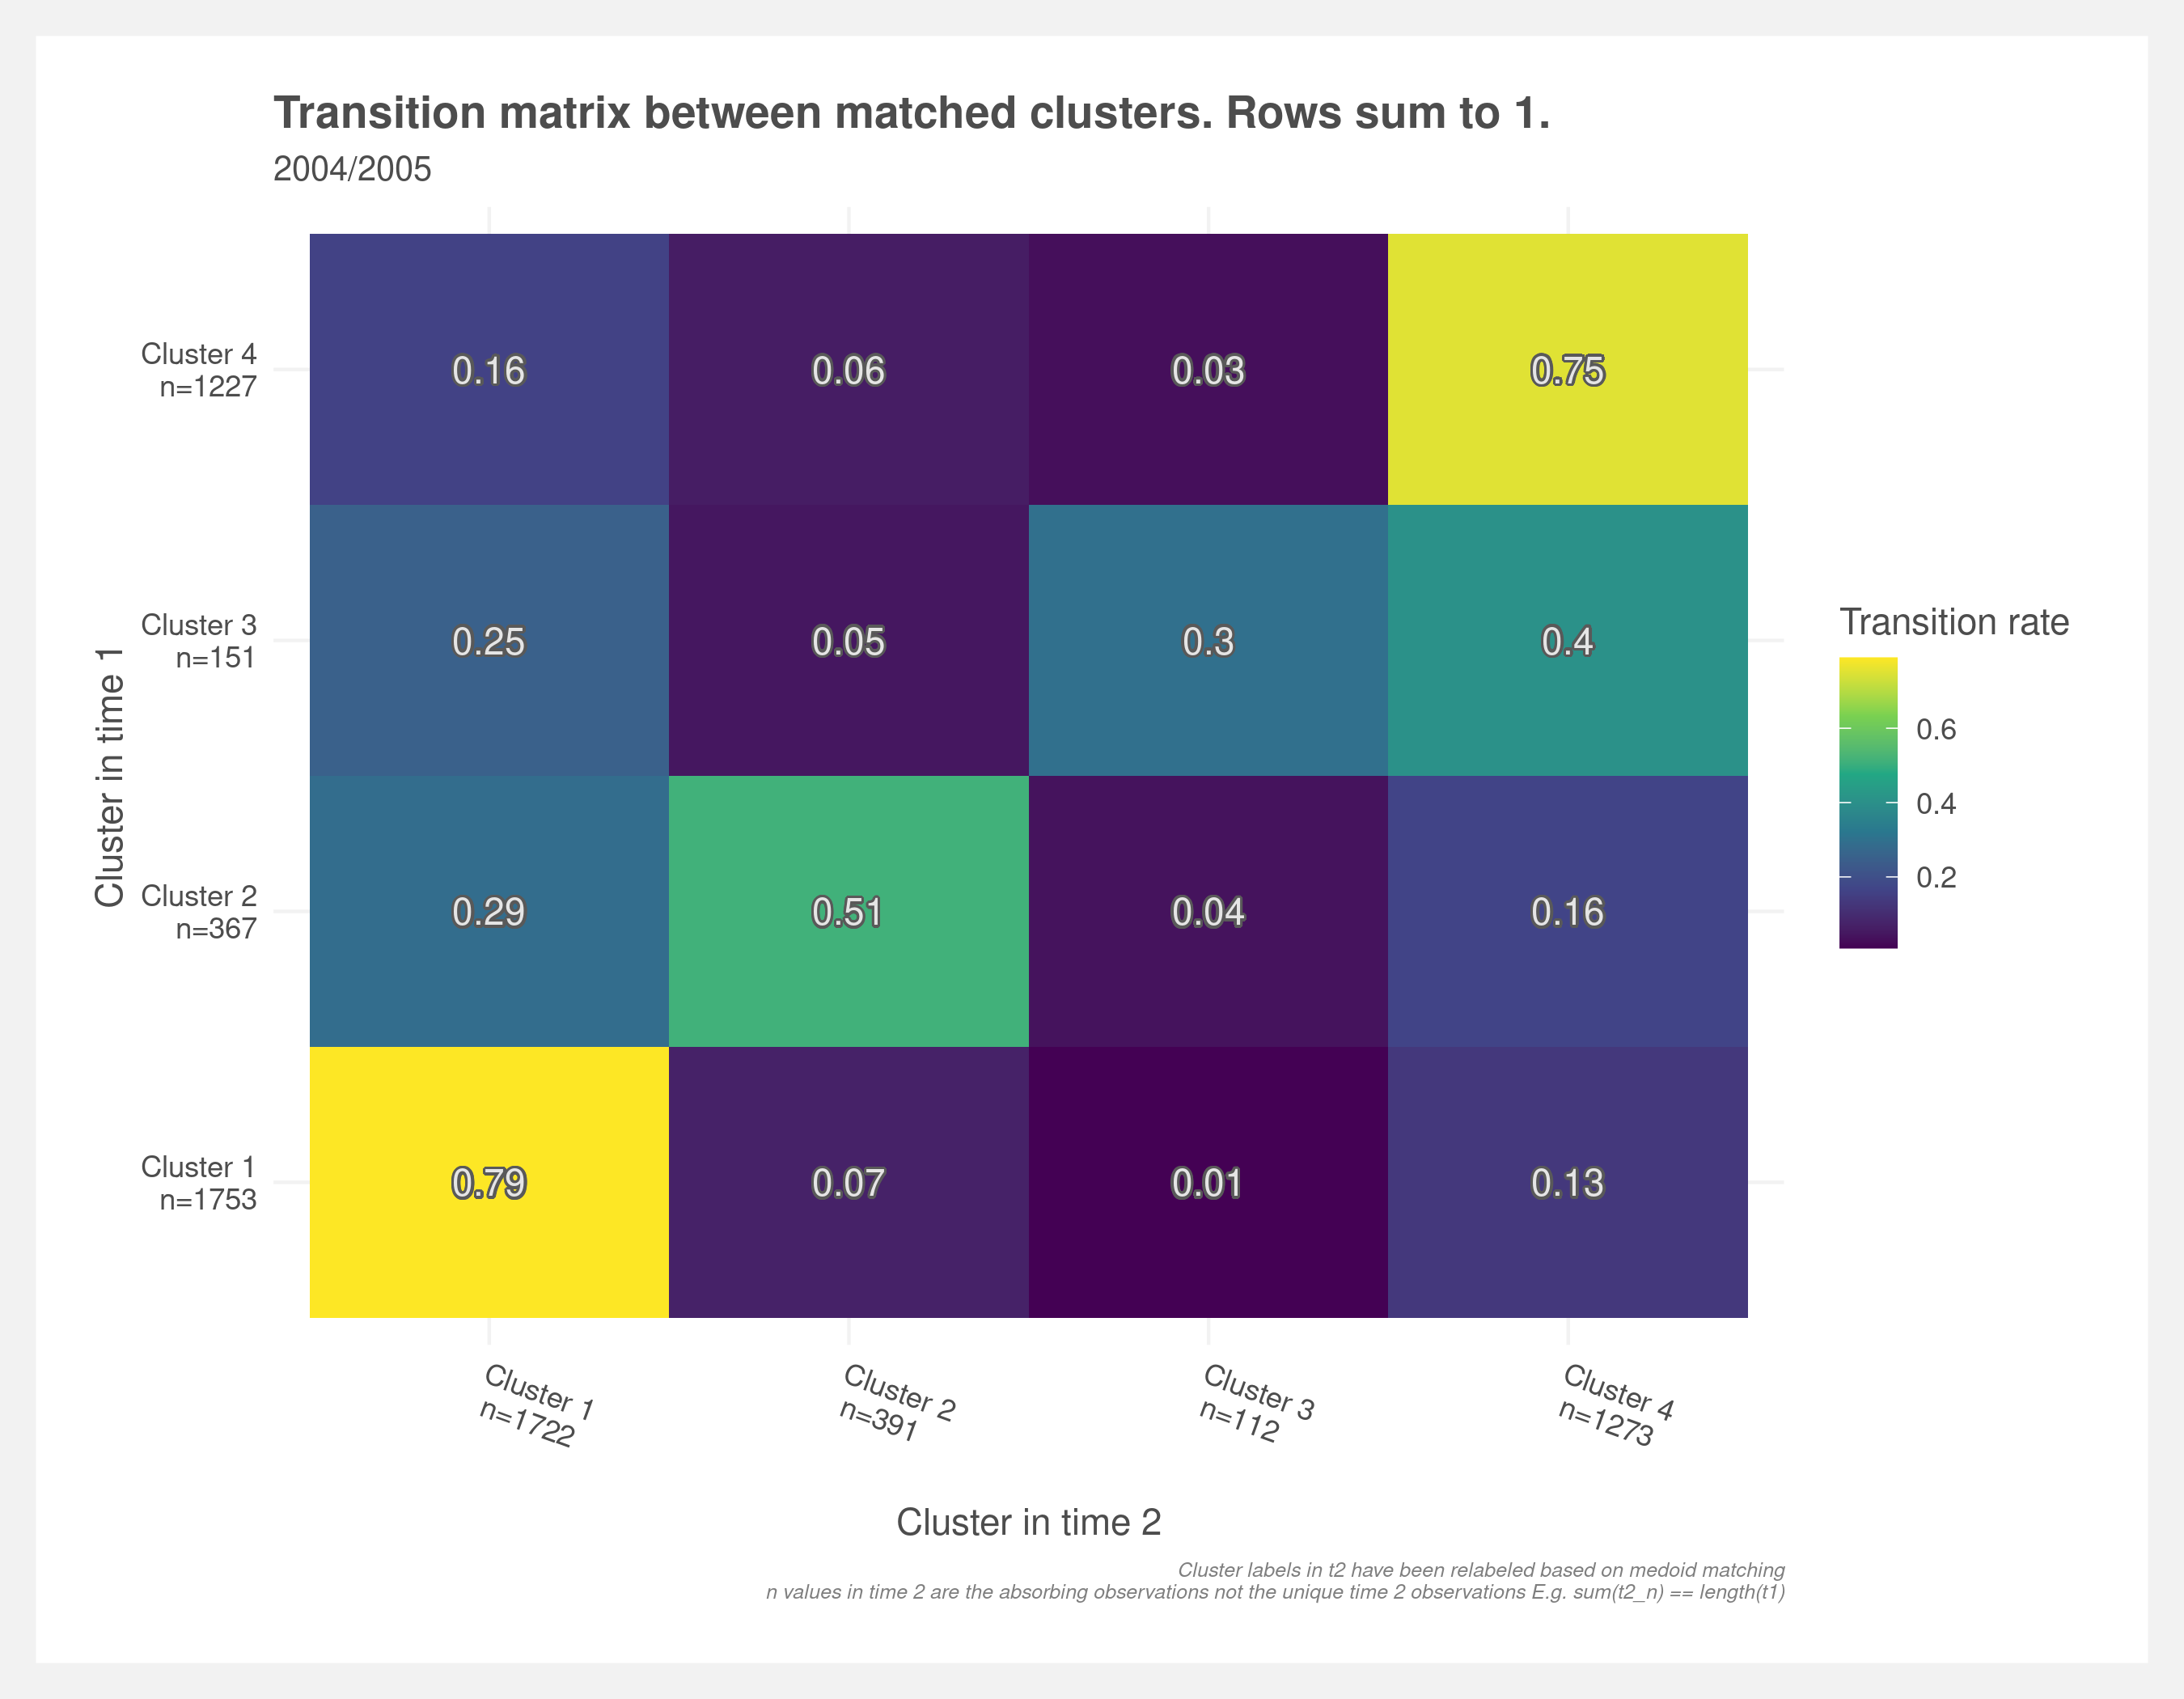 Transition matrix between matched clusters. Rows sum to 1.
2004/2005
Cluster in time 1
Cluster 4
n=1227
0.16 0.06 0.03 0.75
Cluster 3
n=151
0.25 0.05 0.3 0.4
Cluster 2
n=367
0.29 0.51 0.04 0.16
Cluster 1
n=1753
0.79 0.07 0.01 0.13
Cluster 1
n=1722
Cluster 2
n=391
Cluster 3
n=112
Cluster 4
n=1273
Cluster in time 2
Transition rate
0.6
0.4
0.2
Cluster labels in t2 have been relabeled based on medoid matching
n values in time 2 are the absorbing observations not the unique time 2 observations E.g. sum(t2_n) == length(t1)